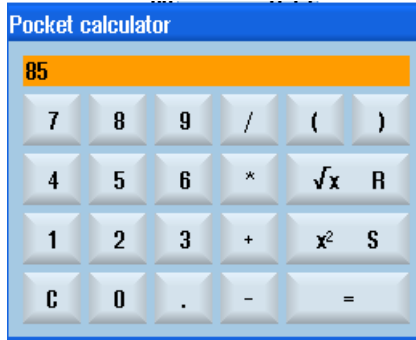 Pocket calculator
85
7 8 9 / ( )
4 5 6 * √x R
1 2 3 + x² S
C 0 . - =